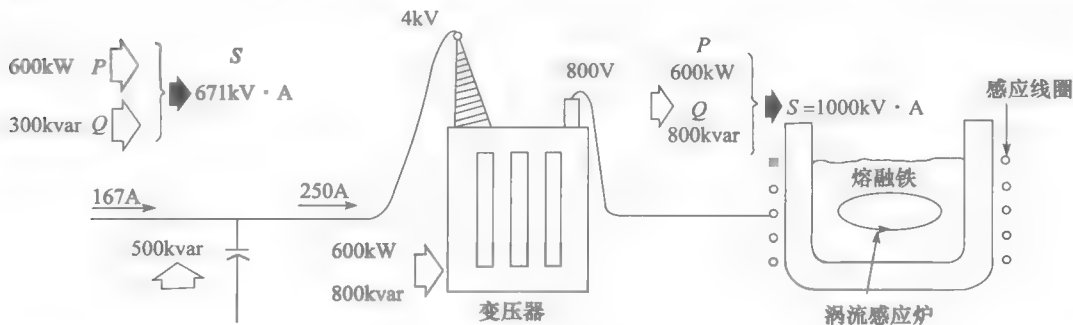 600kW P
300kvar Q
S
671kV·A
4kV
800V
P
600kW
Q
800kvar
S=1000kV·A
感应线圈
167A
250A
500kvar
600kW
800kvar
变压器
熔融铁
涡流感应炉